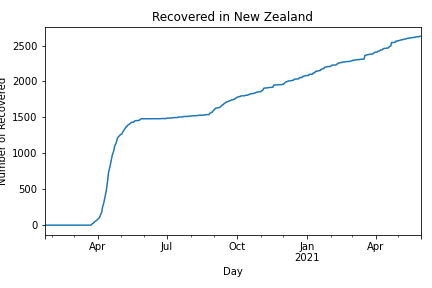 Recovered in New Zealand
Number of Recovered
2500
2000
1500
1000
500
0
Apr
Jul
Oct
Jan
2021
Apr
Day